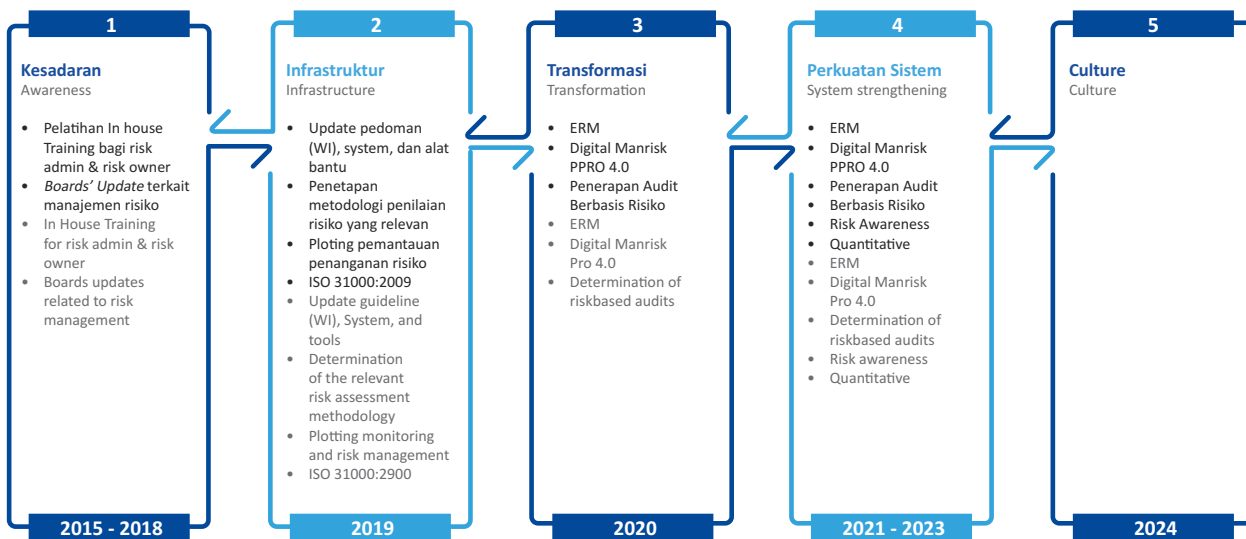 1
Kesadaran
Awareness
• Pelatihan In house
Training bagi risk
admin & risk owner
• Boards’ Update terkait
manajemen risiko
• In House Training
for risk admin & risk
owner
• Boards updates
related to risk
management
2015 - 2018
2
Infrastruktur
Infrastructure
• Update pedoman
(WI), system, dan alat
bantu
• Penetapan
metodologi penilaian
risiko yang relevan
• Ploting pemantauan
penanganan risiko
• ISO 31000:2009
• Update guideline
(WI), System, and
tools
• Determination
of the relevant
risk assessment
methodology
• Plotting monitoring
and risk management
• ISO 31000:2900
2019
3
Transformasi
Transformation
• ERM
• Digital Manrisk
PPRO 4.0
• Penerapan Audit
Berbasis Risiko
• ERM
• Digital Manrisk
Pro 4.0
• Determination of
riskbased audits
2020
4
Perkuatan Sistem
System strengthening
• ERM
• Digital Manrisk
PPRO 4.0
• Penerapan Audit
• Berbasis Risiko
• Risk Awareness
• Quantitative
• ERM
• Digital Manrisk
Pro 4.0
• Determination of
riskbased audits
• Risk awareness
• Quantitative
2021 - 2023
5
Culture
Culture
2024